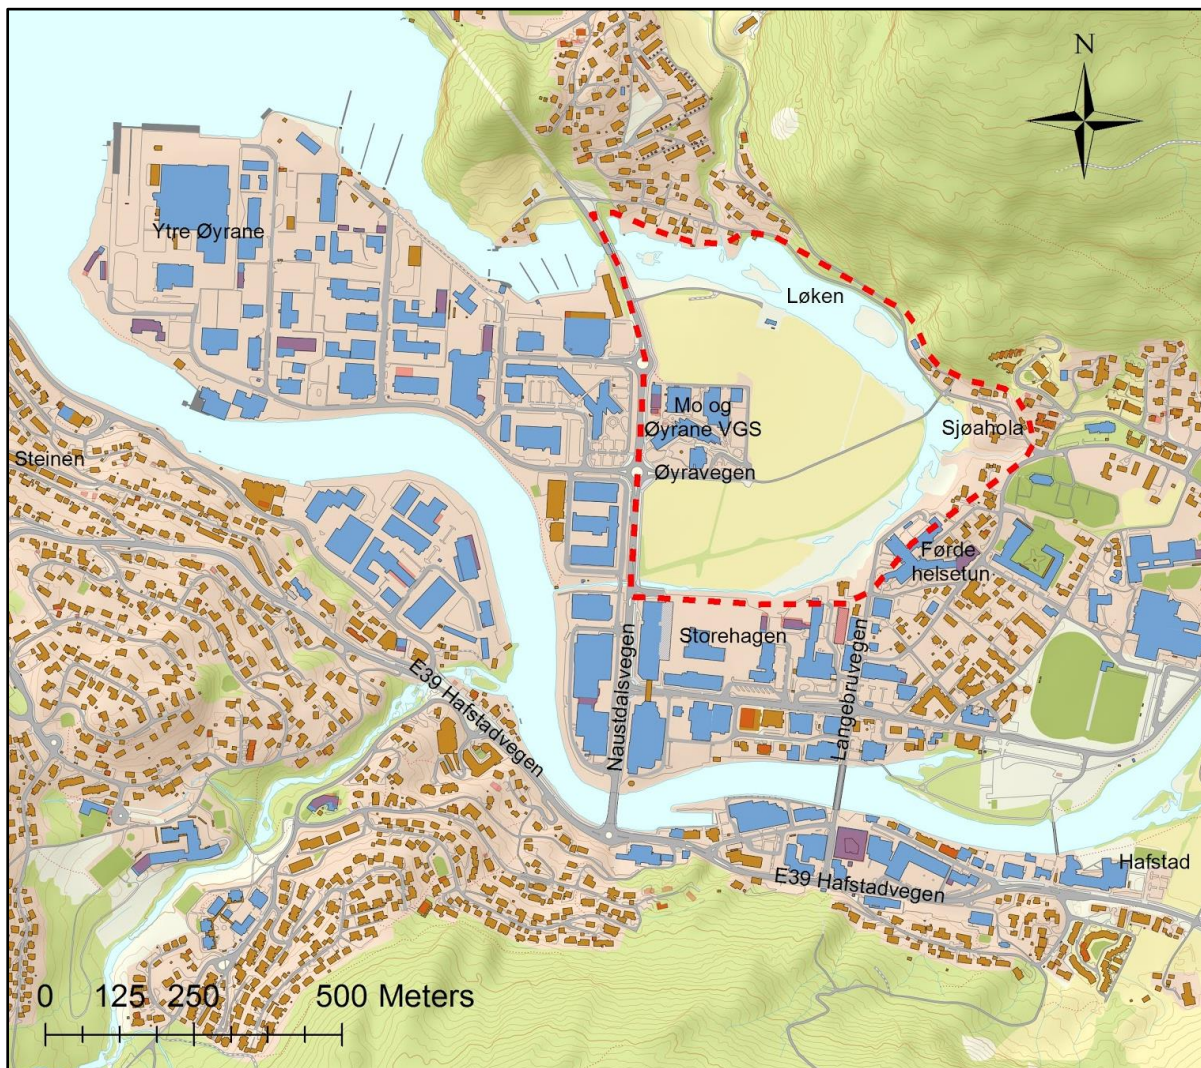 N
Ytre Øyrane
Løken
Mo og
Øyrane VGS
Sjøahola
Steinen
Øyravegen
Førde
helsetun
Storehagen
Naustdalsvegen
Langebruvegen
E39 Hafstadvegen
Hafstad
E39 Hafstadvegen
0 125 250 500 Meters